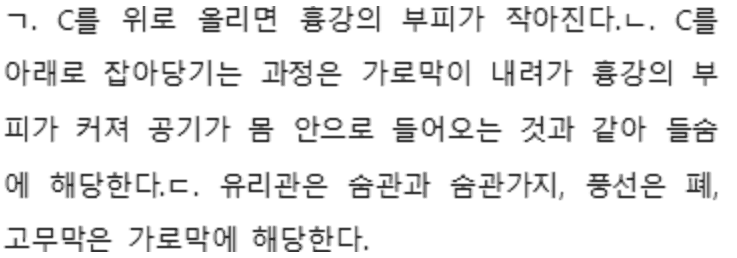 ㄱ. C를 위로 올리면 흉강의 부피가 작아진다.ㄴ. C를
아래로 잡아당기는 과정은 가로막이 내려가 흉강의 부
피가 커져 공기가 몸 안으로 들어오는 것과 같아 들숨
에 해당한다.ㄷ. 유리관은 숨관과 숨관가지, 풍선은 폐,
고무막은 가로막에 해당한다.